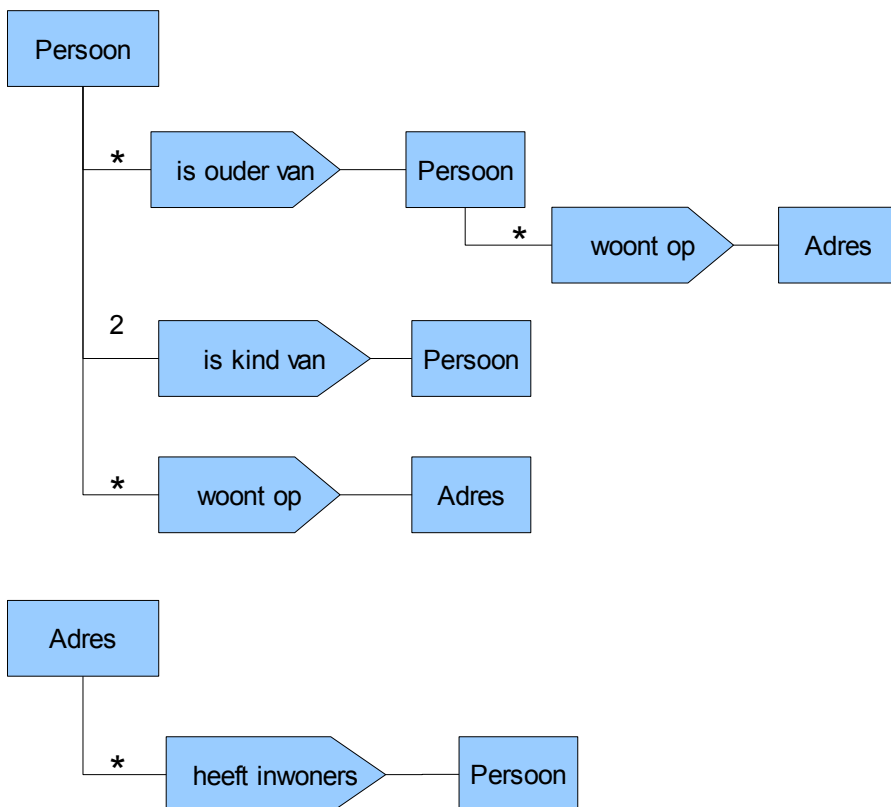 Persoon
* is ouder van Persoon
* woont op Adres
2
is kind van Persoon
* woont op Adres
Adres
* heeft inwoners Persoon